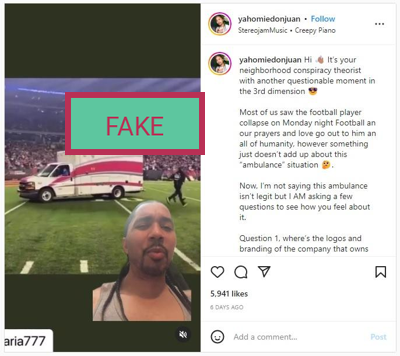 yahomiedonjuan • Follow
StereojamMusic • Creepy Piano
FAKE
yahomiedonjuan Hi 👋🏽 It's your
neighborhood conspiracy theorist
with another questionable moment in
the 3rd dimension 😎
Most of us saw the football player
collapse on Monday night Football an
our prayers and love go out to him an
all of humanity, however something
just doesn't add up about this
"ambulance" situation 🤔.
Now. I'm not saying this ambulance
isn't legit but I AM asking a few
questions to see how you feel about
it.
Question 1, where's the logos and
branding of the company that owns
5,941 likes
6 DAYS AGO
Add a comment...
Post
aria777